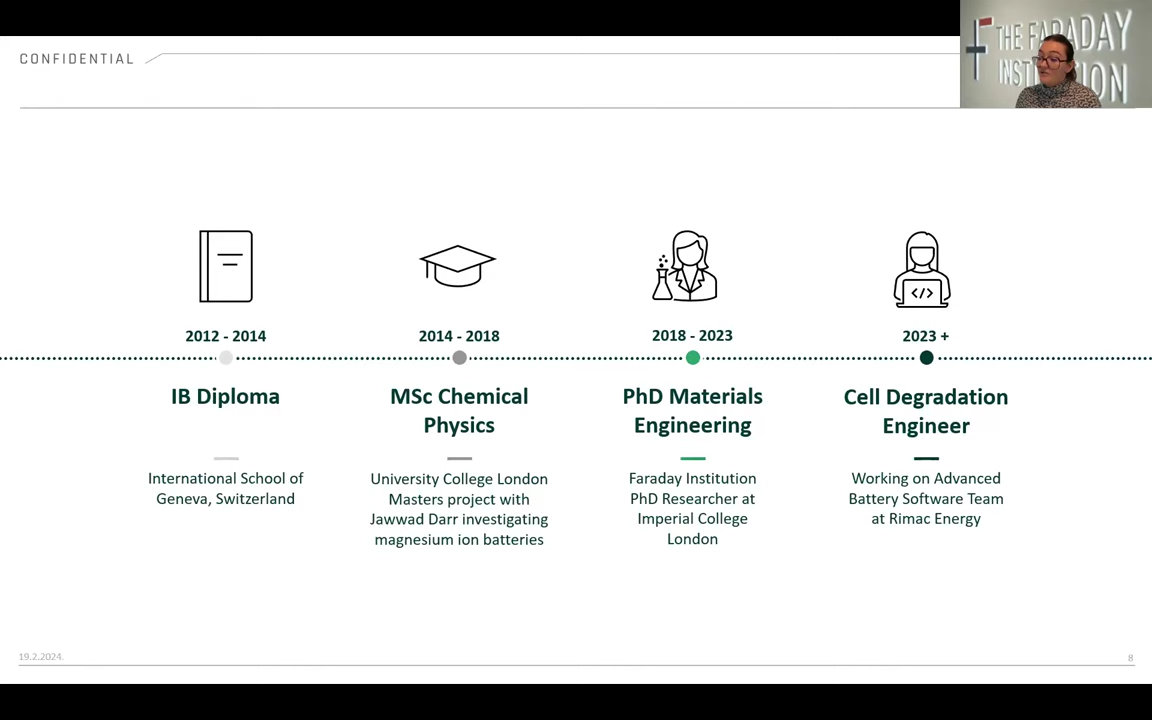 CONFIDENTIAL
THE FARADAY
2012 - 2014
2014 - 2018
2018 - 2023
2023 +
IB Diploma
MSc Chemical
Physics
PhD Materials
Engineering
Cell Degradation
Engineer
International School of
Geneva, Switzerland
University College London
Masters project with
Jawwad Darr investigating
magnesium ion batteries
Faraday Institution
PhD Researcher at
Imperial College
London
Working on Advanced
Battery Software Team
at Rimac Energy
</>
19.2.2024.
8